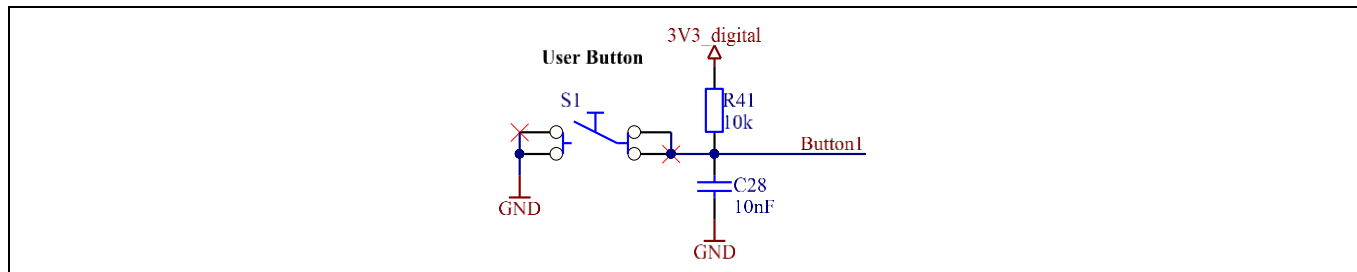 3V3_digital
User Button
S1
R41
10k
Button1
C28
10nF
GND
GND